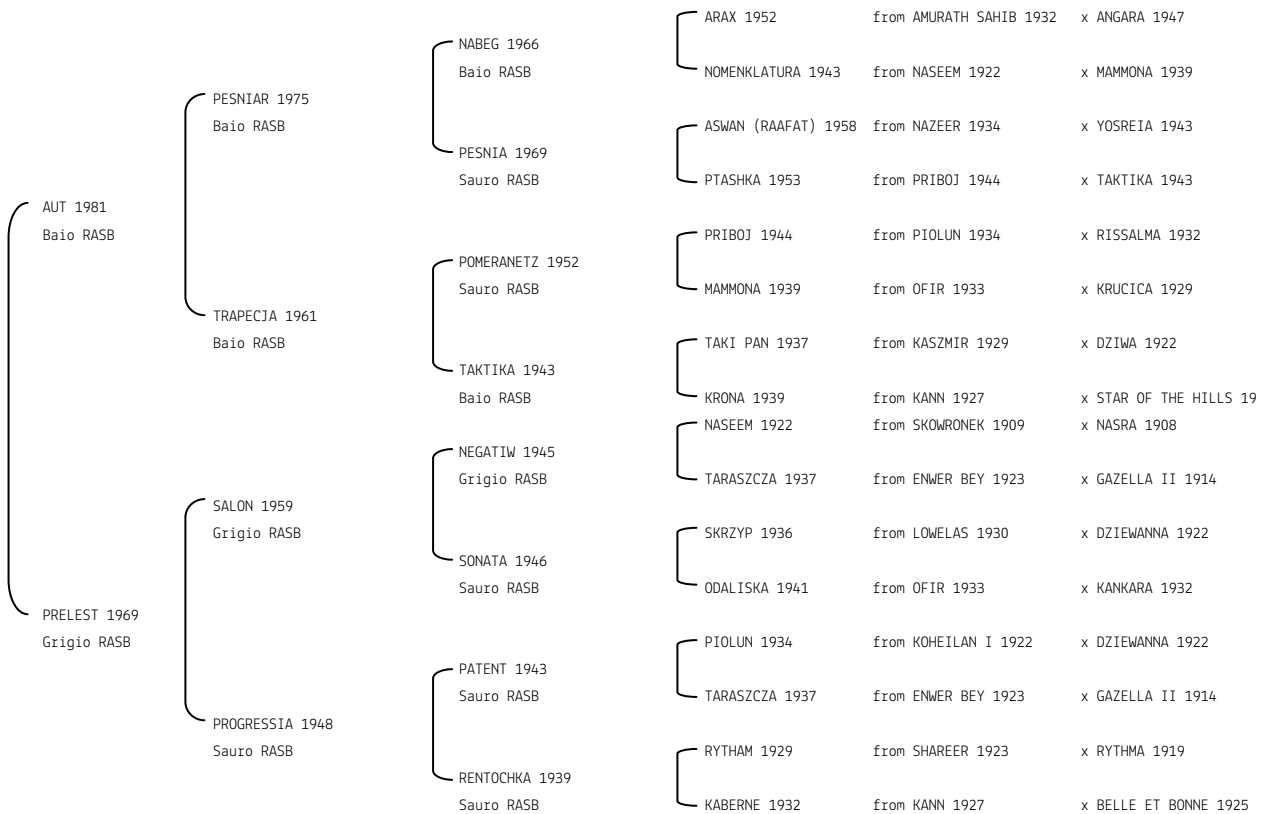 ARAX 1952 from AMURATH SAHIB 1932 x ANGARA 1947
NABEG 1966
Baio RASB NOMENKLATURA 1943 from NASEEM 1922 x MAMMONA 1939
PESNIAR 1975
Baio RASB ASWAN (RAAFAT) 1958 from NAZEER 1934 x YOSREIA 1943
PESNIA 1969
Sauro RASB PTASHKA 1953 from PRIBOJ 1944 x TAKTIKA 1943
AUT 1981
Baio RASB PRIBOJ 1944 from PIOLUN 1934 x RISSALMA 1932
POMERANETZ 1952
Sauro RASB MAMMONA 1939 from OFIR 1933 x KRUCICA 1929
TRAPECJA 1961
Baio RASB TAKI PAN 1937 from KASZMIR 1929 x DZIWA 1922
TAKTIKA 1943
Baio RASB KRONA 1939 from KANN 1927 x STAR OF THE HILLS 19
NASEEM 1922 from SKOWRONEK 1909 x NASRA 1908
NEGATIW 1945
Grigio RASB TARASZCZA 1937 from ENWER BEY 1923 x GAZELLA II 1914
SALON 1959
Grigio RASB SKRZYP 1936 from LOWELAS 1930 x DZIEWANNA 1922
SONATA 1946
Sauro RASB ODALISKA 1941 from OFIR 1933 x KANKARA 1932
PRELEST 1969
Grigio RASB PIOLUN 1934 from KOHEILAN I 1922 x DZIEWANNA 1922
PATENT 1943
Sauro RASB TARASZCZA 1937 from ENWER BEY 1923 x GAZELLA II 1914
PROGRESSIA 1948
Sauro RASB RYTHAM 1929 from SHAREER 1923 x RYTHMA 1919
RENTOCHKA 1939
Sauro RASB KABERNE 1932 from KANN 1927 x BELLE ET BONNE 1925